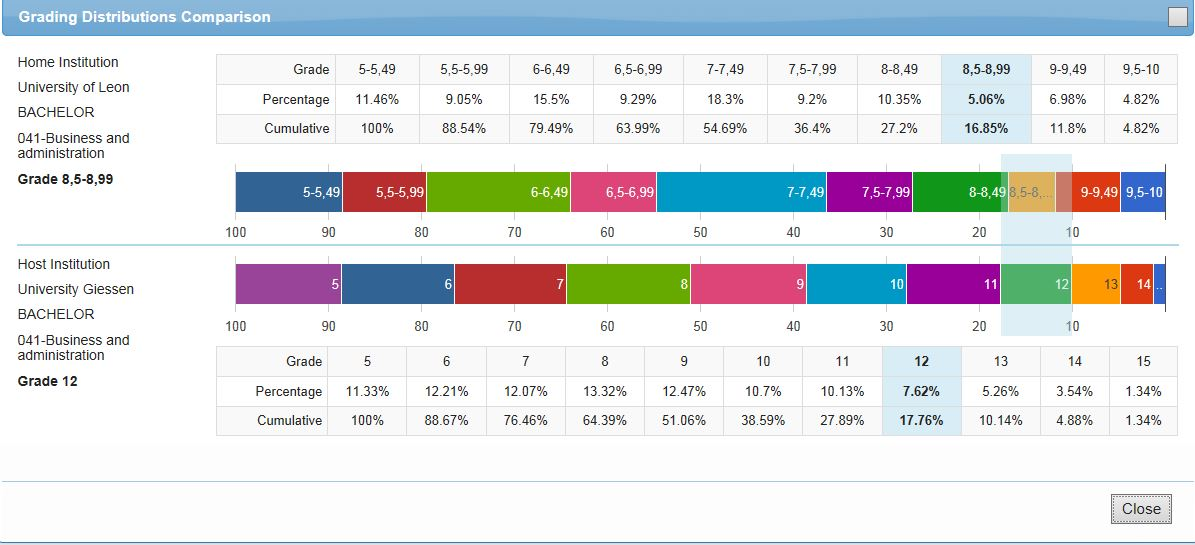 Grading Distributions Comparison
Home Institution
University of Leon
BACHELOR
041-Business and
administration
Grade 8,5-8,99
Grade 5-5,49 5,5-5,99 6-6,49 6,5-6,99 7-7,49 7,5-7,99 8-8,49 8,5-8,99 9-9,49 9,5-10
Percentage 11.46% 9.05% 15.5% 9.29% 18.3% 9.2% 10.35% 5.06% 6.98% 4.82%
Cumulative 100% 88.54% 79.49% 63.99% 54.69% 36.4% 27.2% 16.85% 11.8% 4.82%
5-5,49 5,5-5,99 6-6,49 6,5-6,99 7-7,49 7,5-7,99 8-8,49 8,5-8,... 9-9,49 9,5-10
100 90 80 70 60 50 40 30 20 10
Host Institution
University Giessen
BACHELOR
041-Business and
administration
Grade 12
5 6 7 8 9 10 11 12 13 14 ..
100 90 80 70 60 50 40 30 20 10
Grade 5 6 7 8 9 10 11 12 13 14 15
Percentage 11.33% 12.21% 12.07% 13.32% 12.47% 10.7% 10.13% 7.62% 5.26% 3.54% 1.34%
Cumulative 100% 88.67% 76.46% 64.39% 51.06% 38.59% 27.89% 17.76% 10.14% 4.88% 1.34%
Close